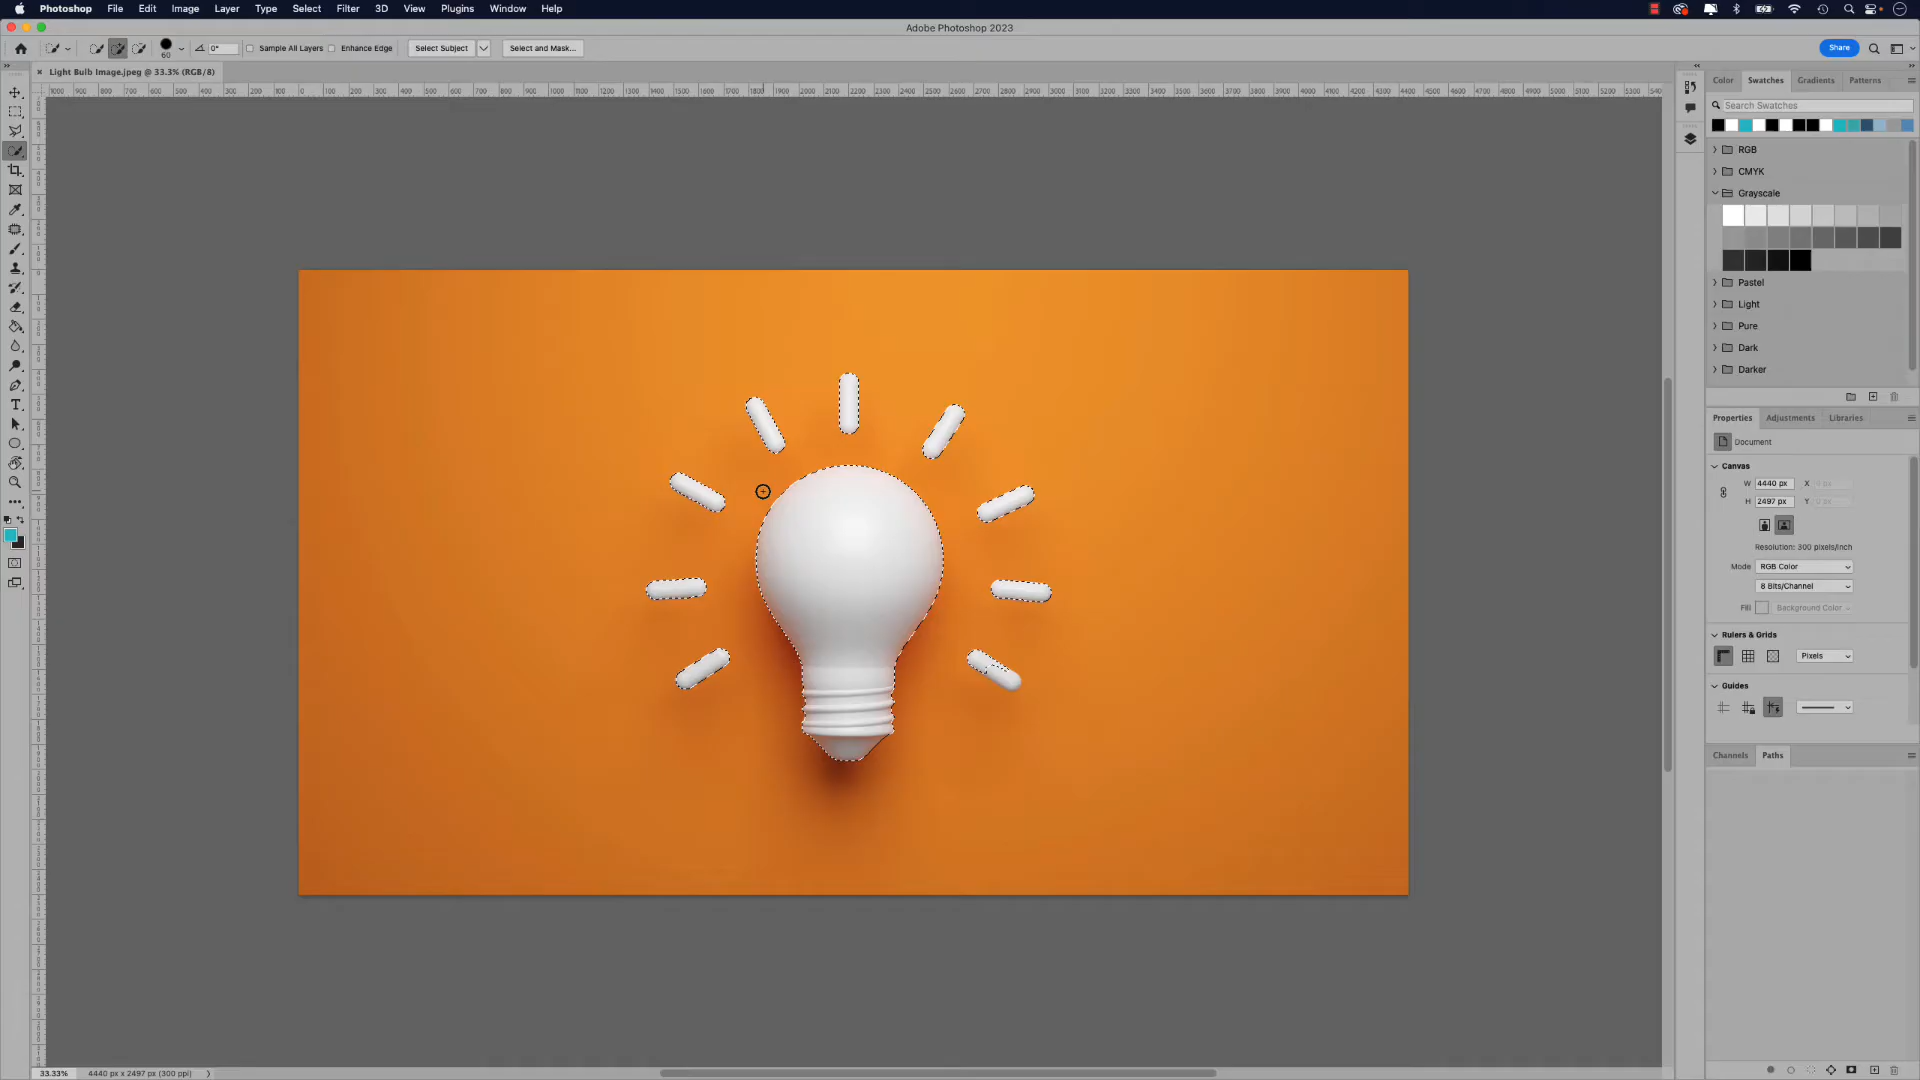 Photoshop File Edit Image Layer Type Select Filter 3D View Plugins Window Help
Adobe Photoshop 2023
60 0° Sample All Layers Enhance Edge Select Subject Select and Mask... Share
Light Bulb Image.jpeg @ 33.3% (RGB/8)
Color Swatches Gradients Patterns
Search Swatches
RGB
CMYK
Grayscale
Pastel
Light
Pure
Dark
Darker
Properties Adjustments Libraries
Document
Canvas
W 4440 px X
H 2497 px Y
Resolution: 300 pixels/inch
Mode RGB Color
8 Bits/Channel
Fill Background Color
Rulers & Grids
Pixels
Guides
Channels Paths
33.33% 4440 px x 2497 px (300 ppi)